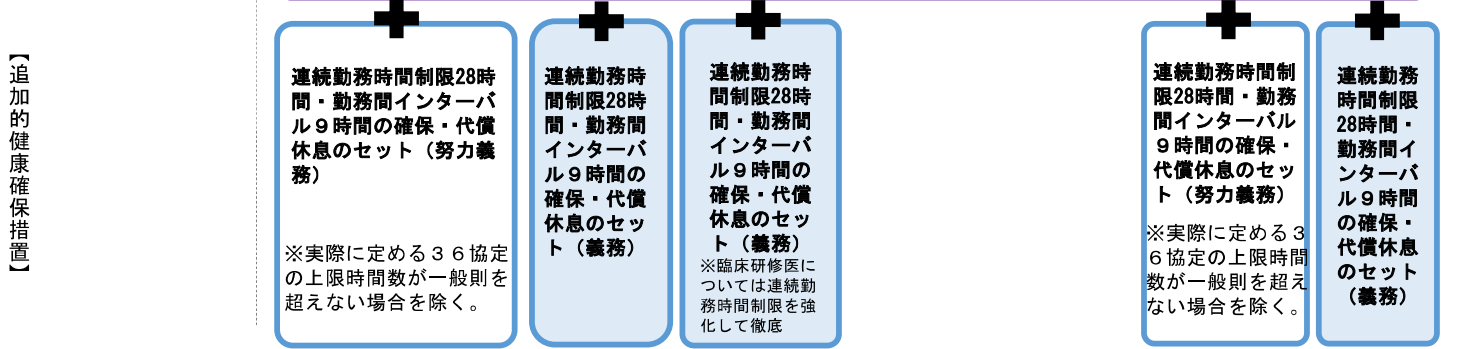 【追加的健康確保措置】
連続勤務時間制限28時
間・勤務間インターバ
ル９時間の確保・代償
休息のセット（努力義
務）
※実際に定める３６協定
の上限時間数が一般則を
超えない場合を除く。
連続勤務時
間制限28時
間・勤務間
インターバ
ル９時間の
確保・代償
休息のセッ
ト（義務）
連続勤務時
間制限28時
間・勤務間
インターバ
ル９時間の
確保・代償
休息のセッ
ト（義務）
※臨床研修医に
ついては連続勤
務時間制限を強
化して徹底
連続勤務時間制
限28時間・勤務
間インターバル
９時間の確保・
代償休息のセッ
ト（努力義務）
※実際に定める３
６協定の上限時間
数が一般則を超え
ない場合を除く。
連続勤務
時間制限
28時間・
勤務間イ
ンターバ
ル９時間
の確保・
代償休息
のセット
（義務）